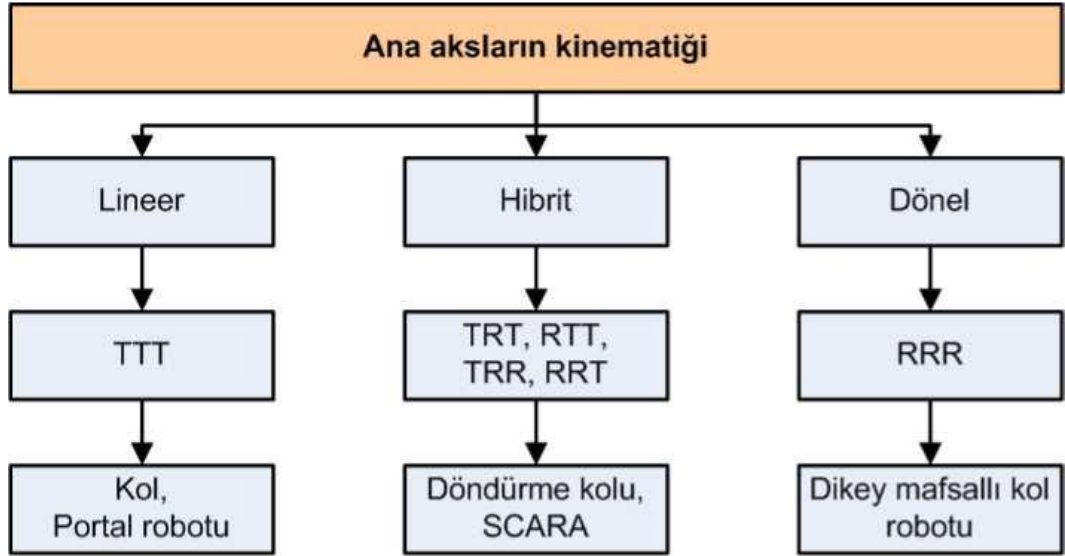 Ana aksların kinematiği
Lineer
Hibrit
Dönel
TTT
TRT, RTT,
TRR, RRT
RRR
Kol,
Portal robotu
Döndürme kolu,
SCARA
Dikey mafsallı kol
robotu